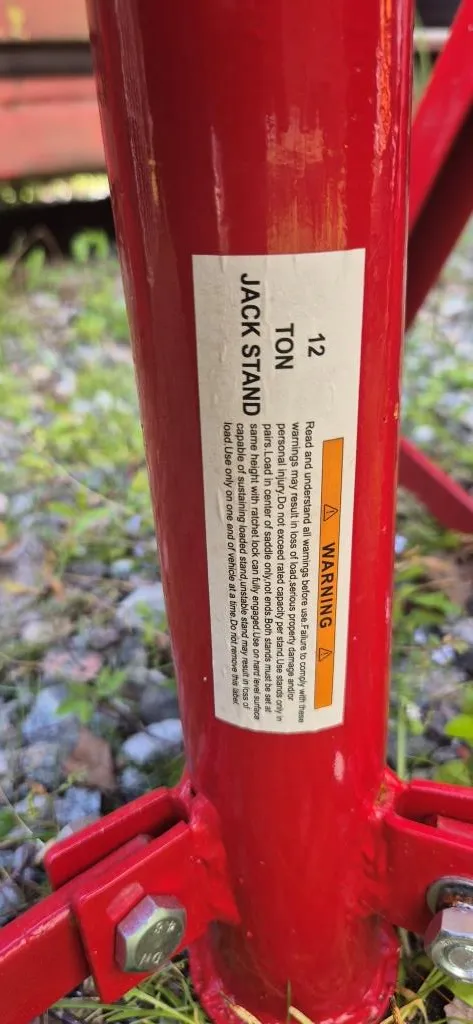 12
TON
JACK STAND
WARNING
Read and understand all warnings before use.Failure to comply with these
warnings may result in loss of load,serious property damage and/or
personal injury.Do not exceed rated capacity per stand.Use stands only in
pairs.Load in center of saddle only,not ends.Both stands must be set at
same height with ratchet lock can fully engaged.Use on hard level surface
capable of sustaining loaded stand,unstable stand may result in loss of
load.Use only on one end of vehicle at a time.Do not remove this label.
8.8